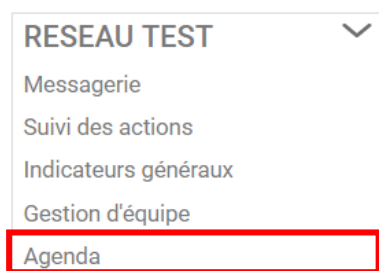 RESEAU TEST
Messagerie
Suivi des actions
Indicateurs généraux
Gestion d'équipe
Agenda